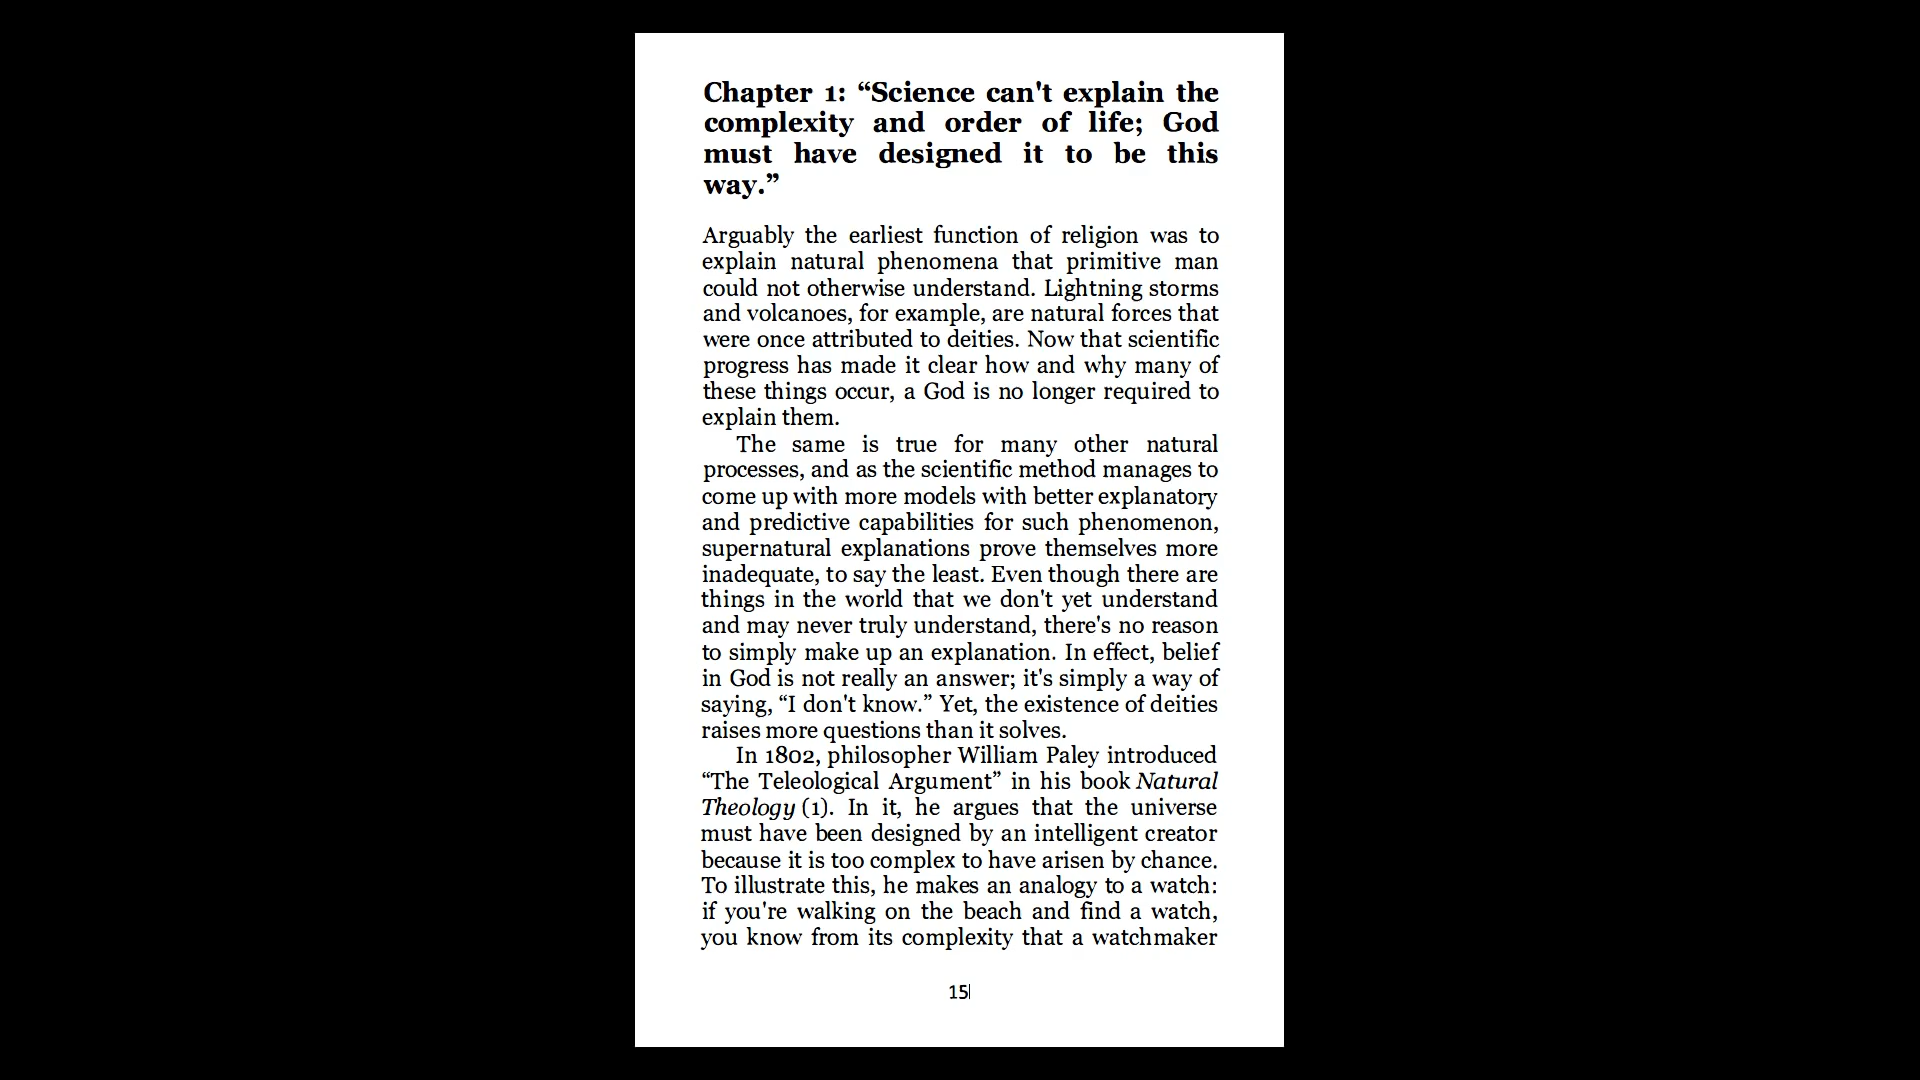 Chapter 1: “Science can't explain the
complexity and order of life; God
must have designed it to be this
way.”
Arguably the earliest function of religion was to
explain natural phenomena that primitive man
could not otherwise understand. Lightning storms
and volcanoes, for example, are natural forces that
were once attributed to deities. Now that scientific
progress has made it clear how and why many of
these things occur, a God is no longer required to
explain them.
The same is true for many other natural
processes, and as the scientific method manages to
come up with more models with better explanatory
and predictive capabilities for such phenomenon,
supernatural explanations prove themselves more
inadequate, to say the least. Even though there are
things in the world that we don't yet understand
and may never truly understand, there's no reason
to simply make up an explanation. In effect, belief
in God is not really an answer; it's simply a way of
saying, “I don't know.” Yet, the existence of deities
raises more questions than it solves.
In 1802, philosopher William Paley introduced
“The Teleological Argument” in his book Natural
Theology (1). In it, he argues that the universe
must have been designed by an intelligent creator
because it is too complex to have arisen by chance.
To illustrate this, he makes an analogy to a watch:
if you're walking on the beach and find a watch,
you know from its complexity that a watchmaker
15